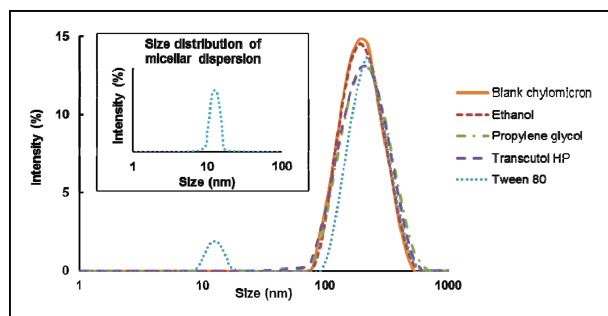 15
10
5
0
Intensity (%)
1
10
100
1000
Size (nm)
Size distribution of
micellar dispersion
Intensity (%)
1
10
100
Size (nm)
Blank chylomicron
Ethanol
Propylene glycol
Transcutol HP
Tween 80